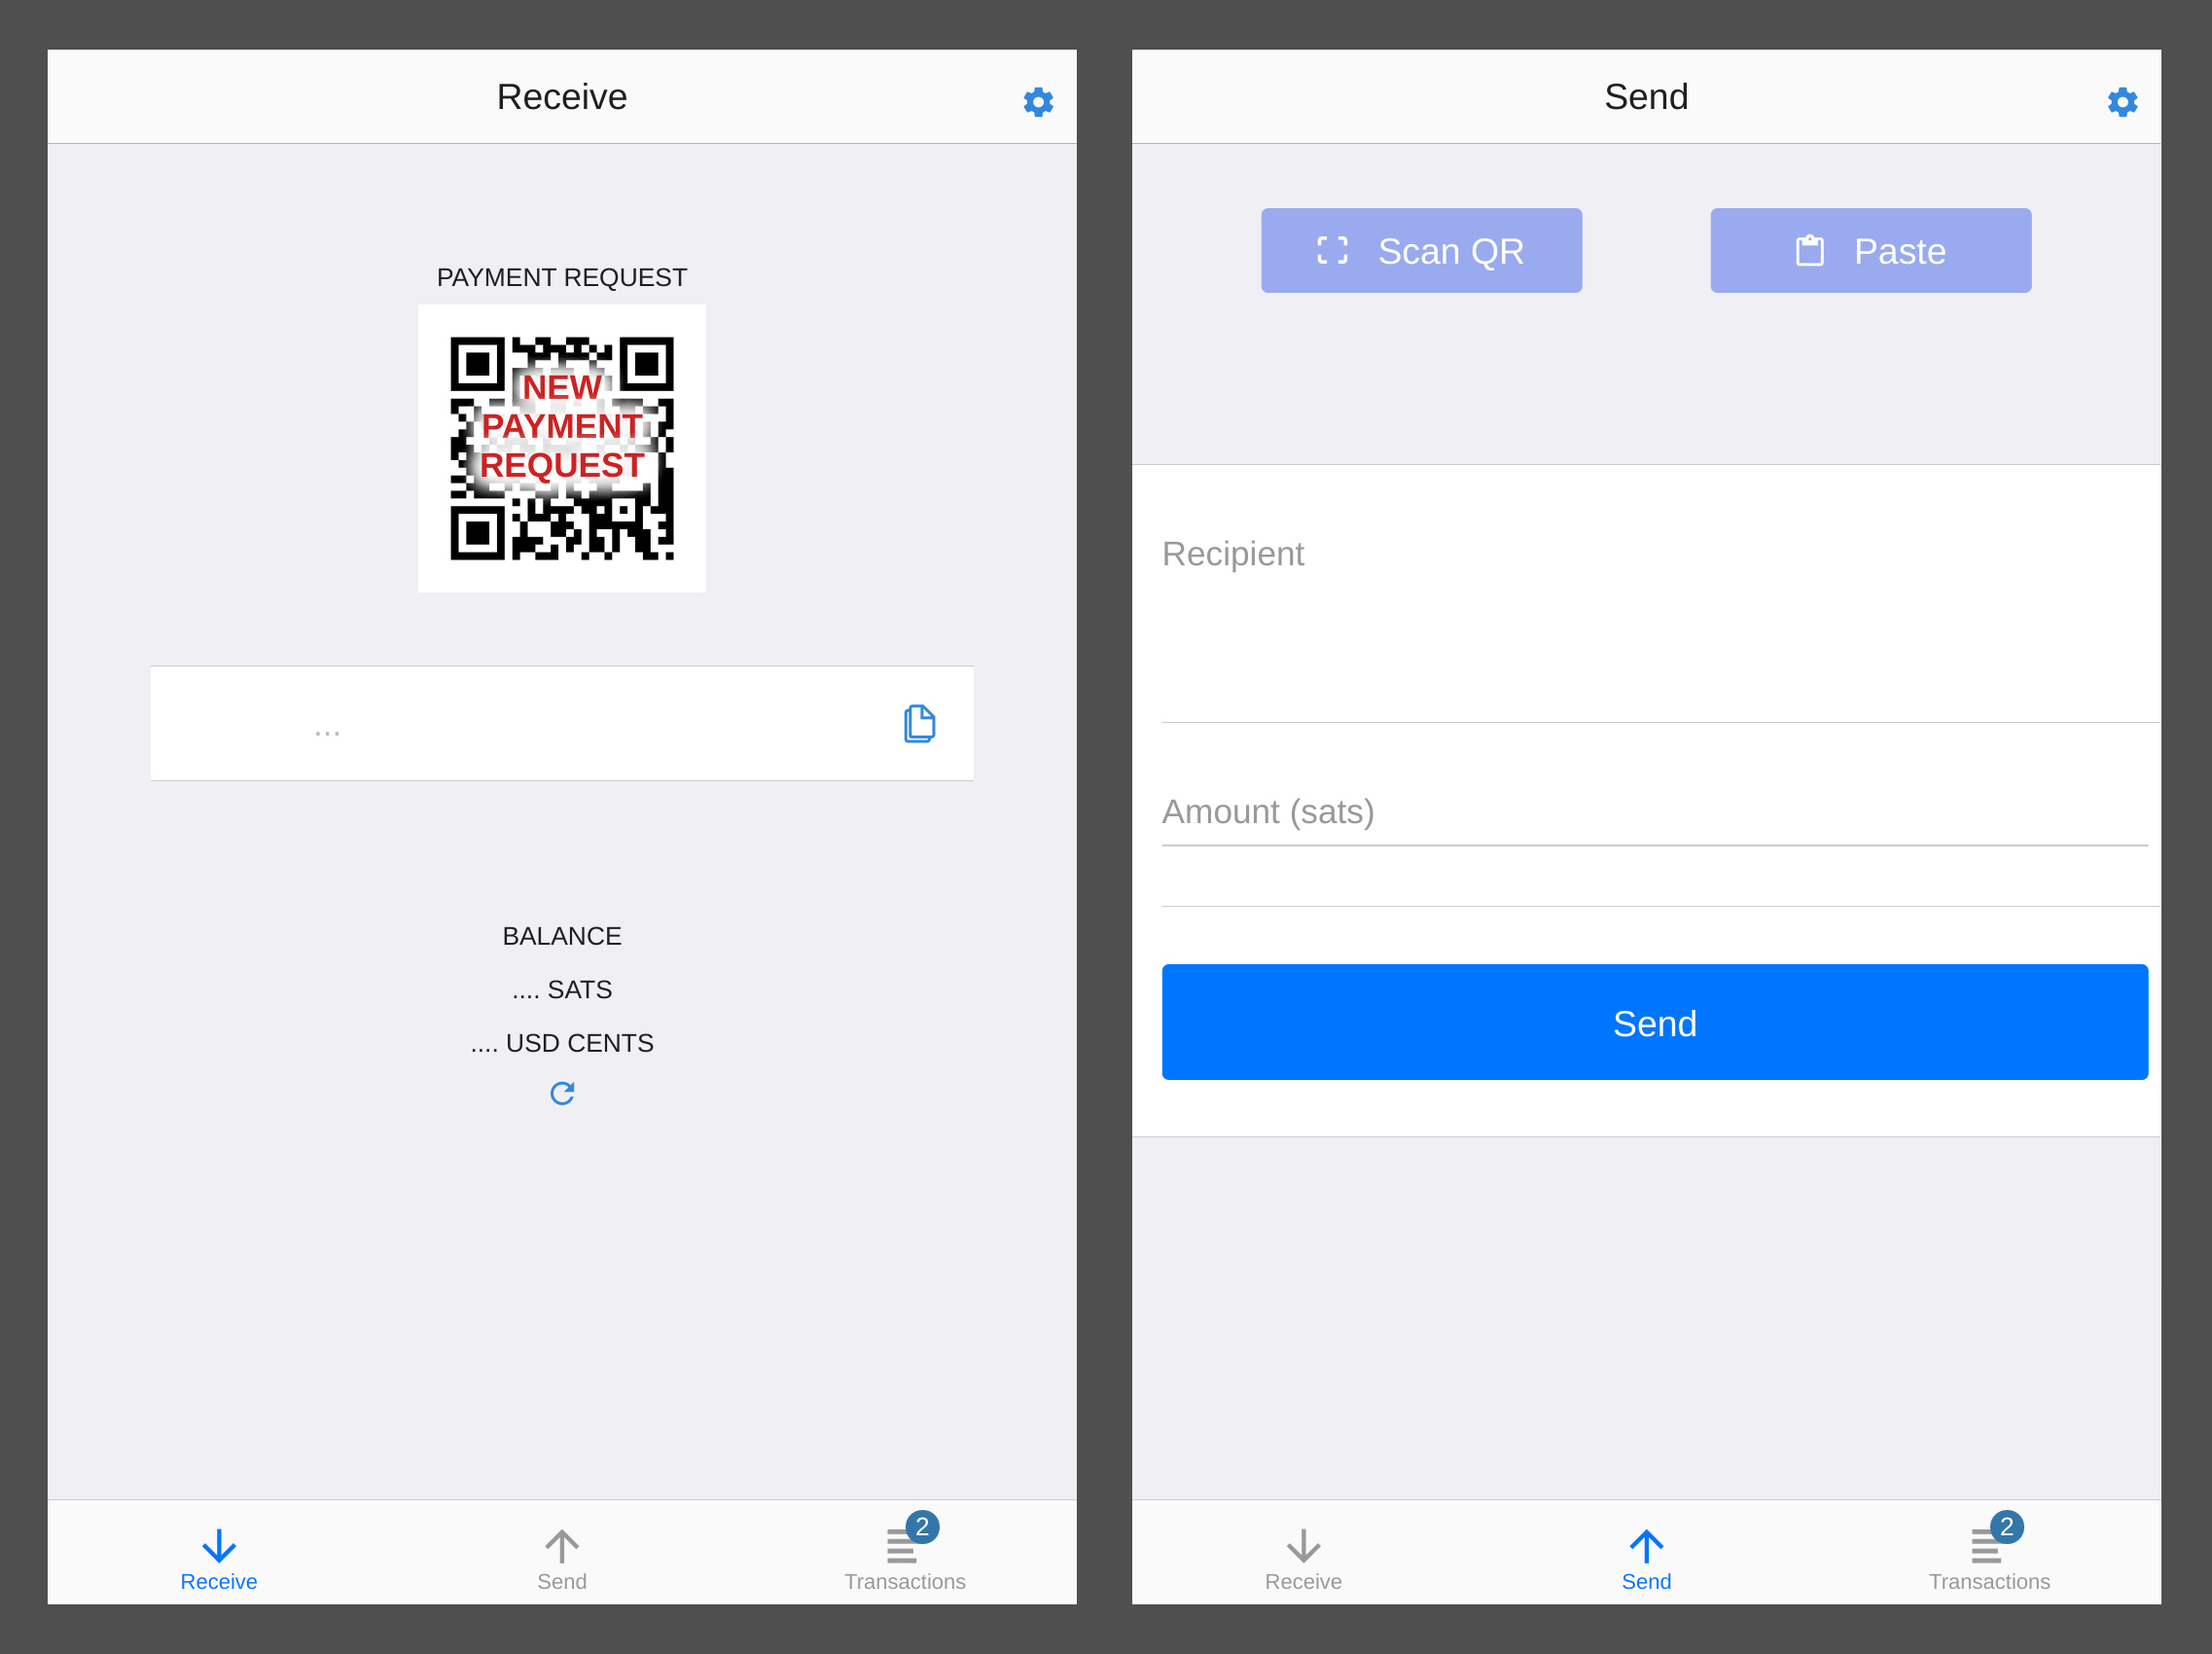 Receive
PAYMENT REQUEST
NEW
PAYMENT
REQUEST
...
BALANCE
.... SATS
.... USD CENTS
Receive
Send
2
Transactions
Send
Scan QR
Paste
Recipient
Amount (sats)
Send
Receive
Send
2
Transactions